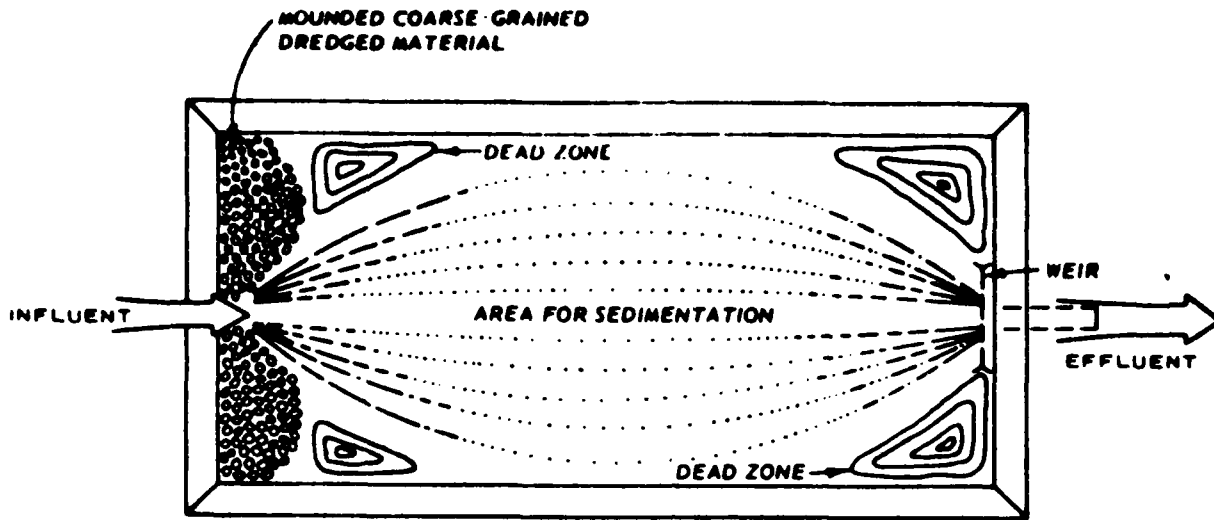 MOUNDED COARSE-GRAINED
DREDGED MATERIAL
DEAD ZONE
WEIR
INFLUENT
AREA FOR SEDIMENTATION
EFFLUENT
DEAD ZONE